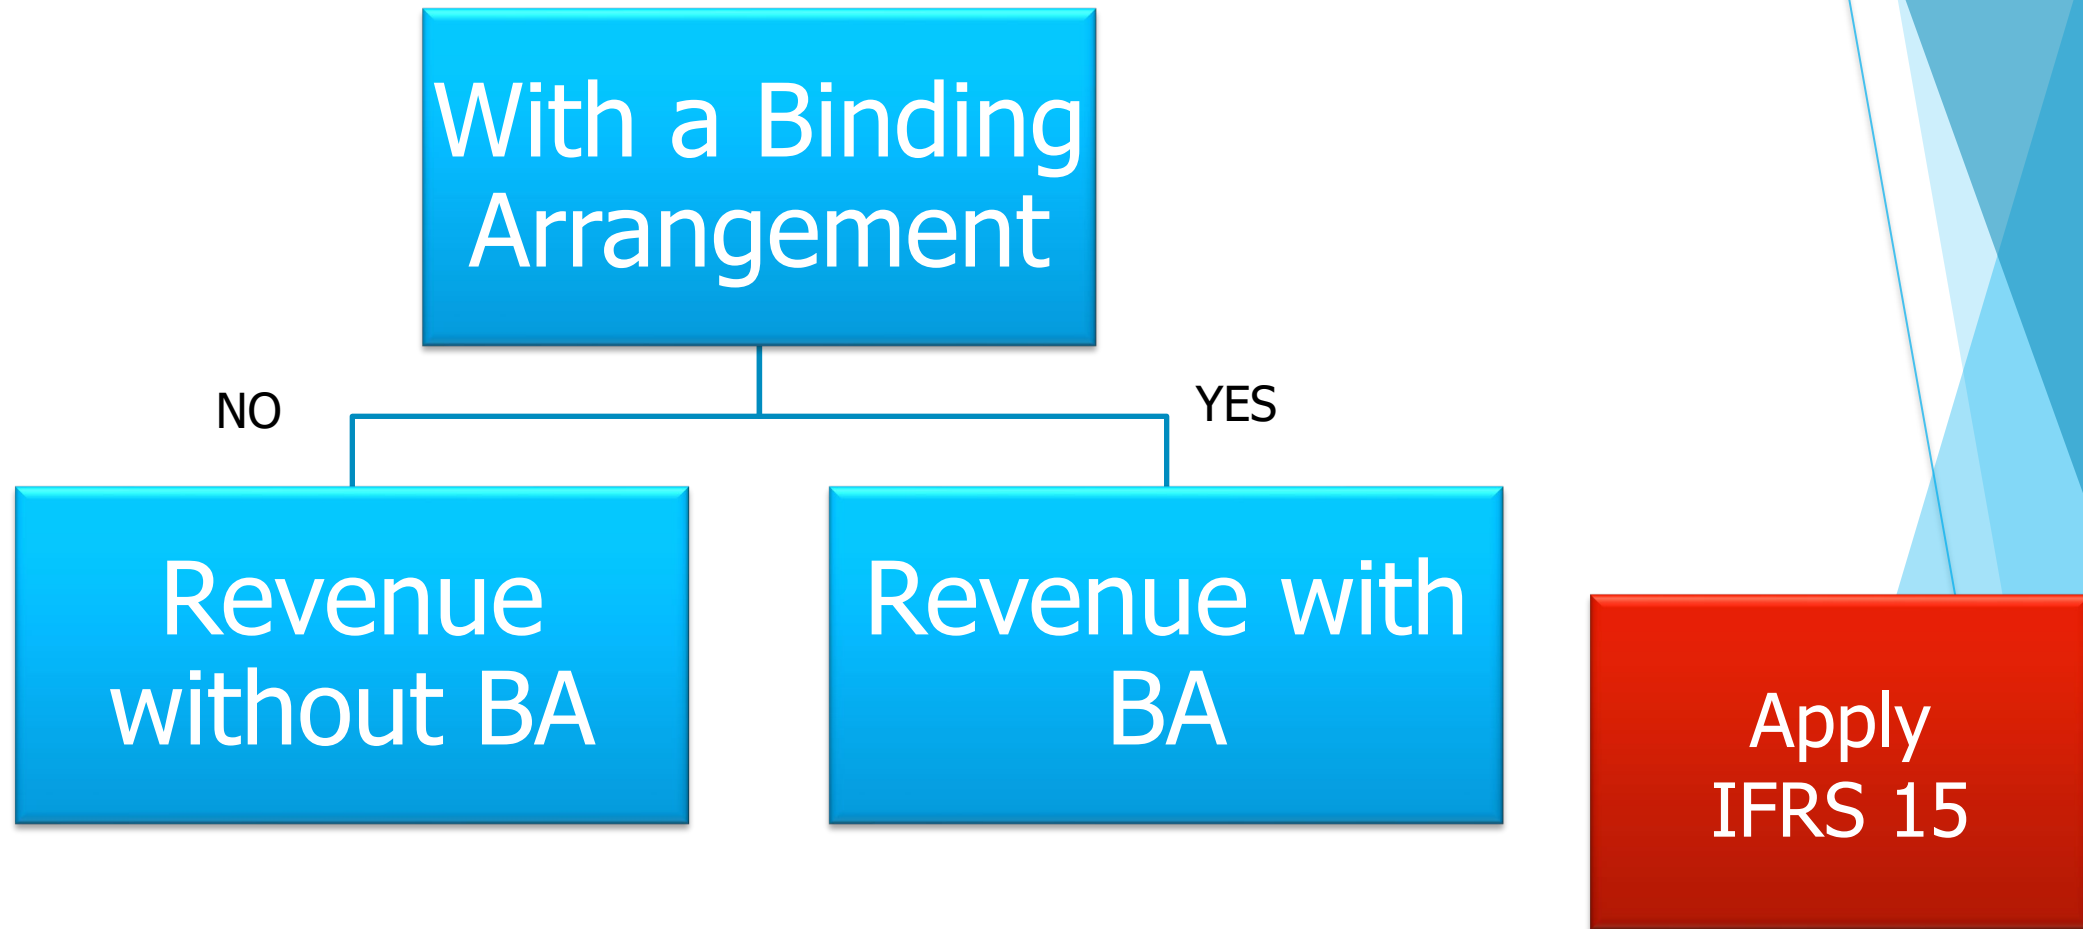 With a Binding
Arrangement
NO
YES
Revenue
without BA
Revenue with
BA
Apply
IFRS 15